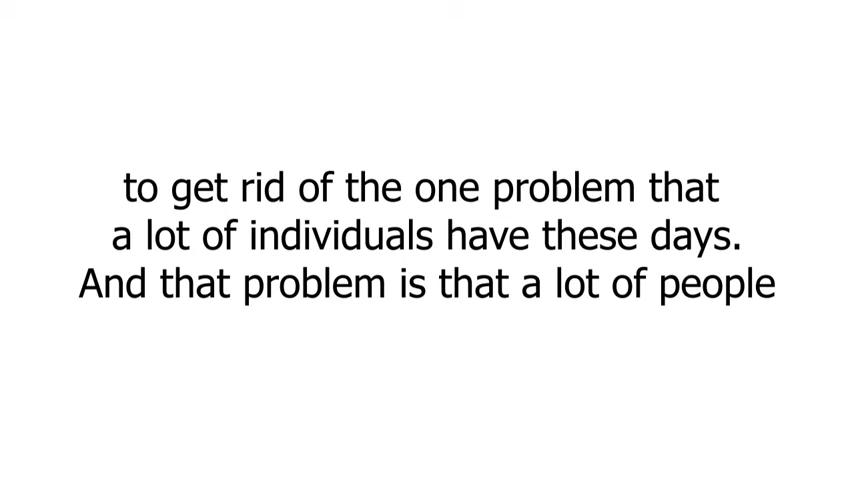 to get rid of the one problem that
a lot of individuals have these days.
And that problem is that a lot of people